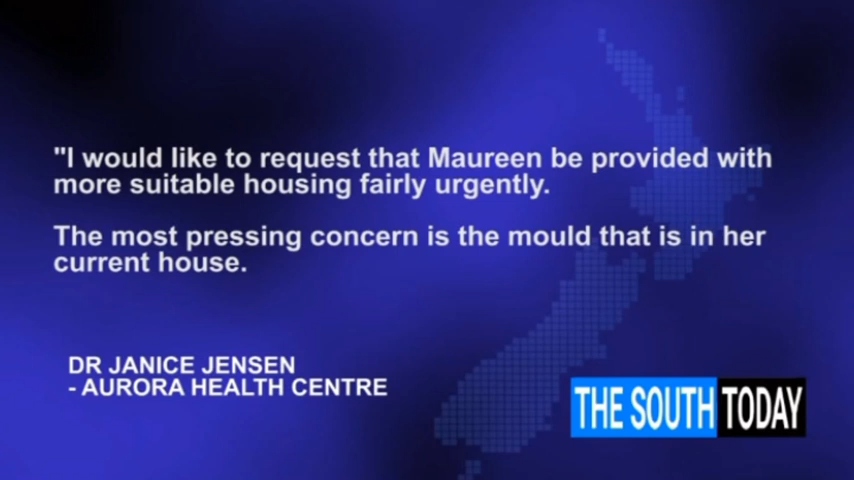 "I would like to request that Maureen be provided with
more suitable housing fairly urgently.
The most pressing concern is the mould that is in her
current house.
DR JANICE JENSEN
- AURORA HEALTH CENTRE
THE SOUTH TODAY